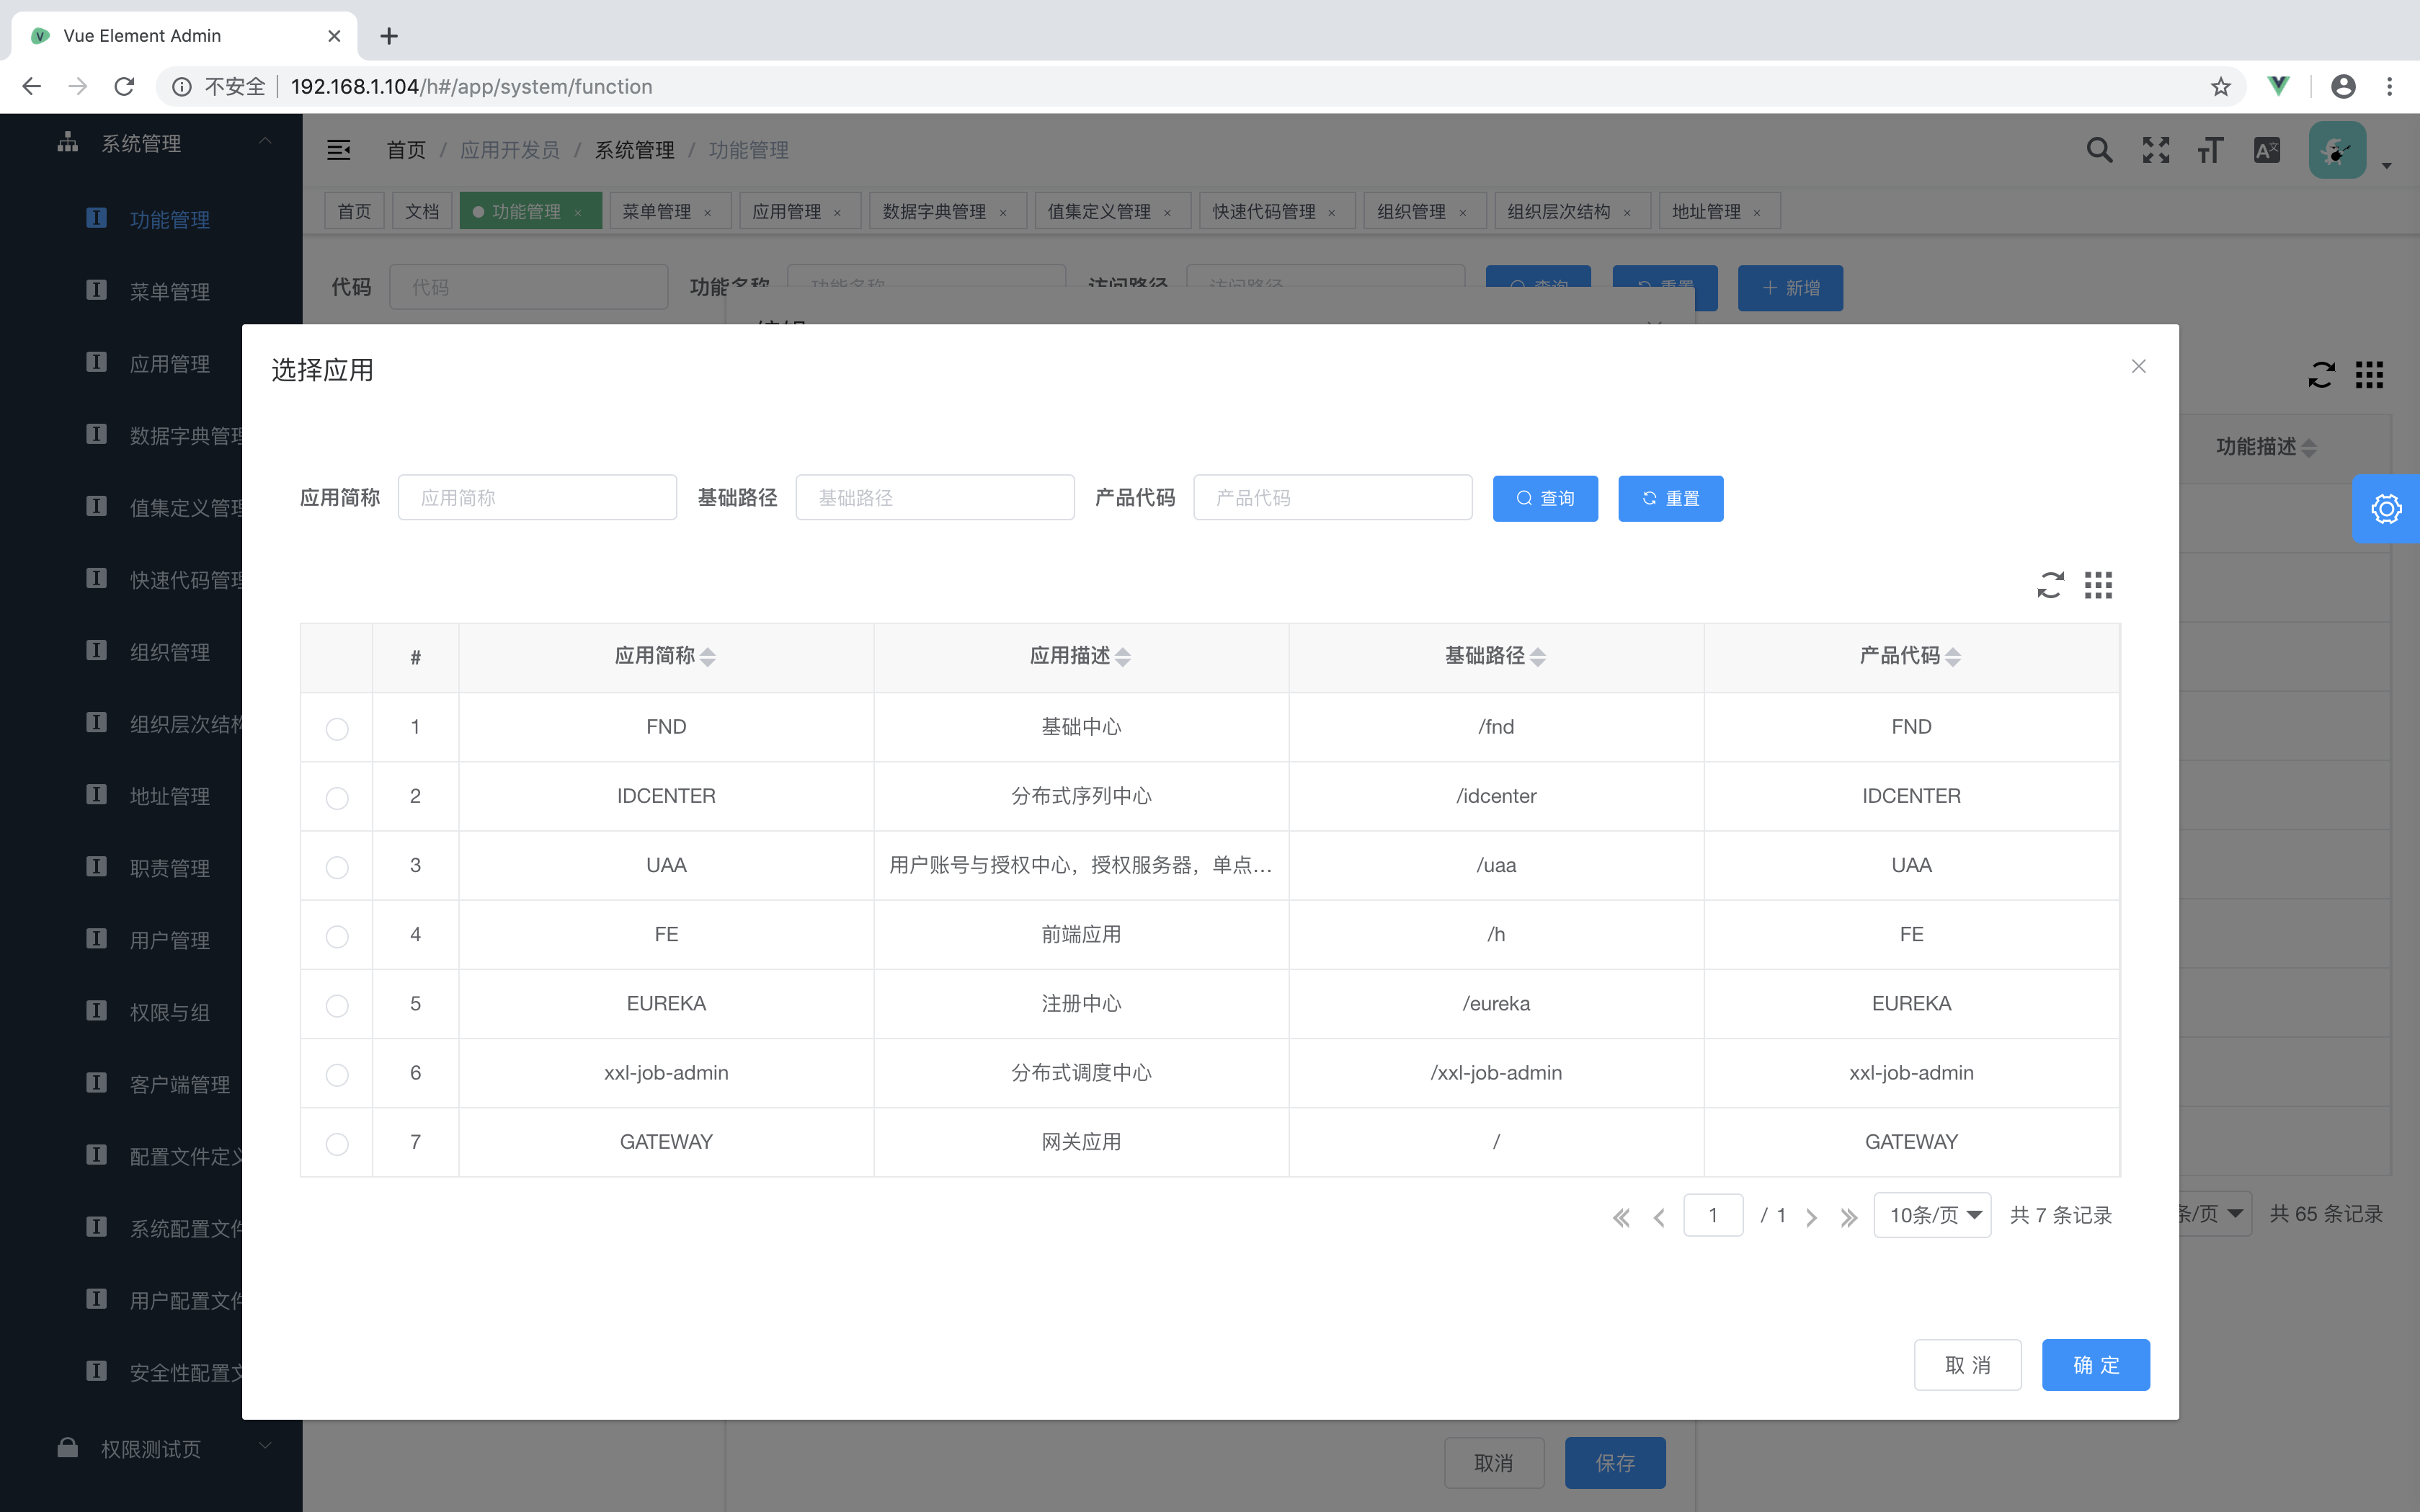 Vue Element Admin
不安全 192.168.1.104/h#/app/system/function
系统管理
功能管理
菜单管理
应用管理
数据字典管理
值集定义管理
快速代码管理
组织管理
组织层次结构
地址管理
职责管理
用户管理
权限与组
客户端管理
配置文件定义
系统配置文件
用户配置文件
安全性配置文
权限测试页
首页 / 应用开发员 / 系统管理 / 功能管理
首页 文档 功能管理 × 菜单管理 × 应用管理 × 数据字典管理 × 值集定义管理 × 快速代码管理 × 组织管理 × 组织层次结构 × 地址管理 ×
代码 代码 功能名称 功能名称 访问路径 访问路径 查询 重置 新增
编辑
功能描述
选择应用
应用简称 应用简称 基础路径 基础路径 产品代码 产品代码 查询 重置
# 应用简称 应用描述 基础路径 产品代码
1 FND 基础中心 /fnd FND
2 IDCENTER 分布式序列中心 /idcenter IDCENTER
3 UAA 用户账号与授权中心，授权服务器，单点... /uaa UAA
4 FE 前端应用 /h FE
5 EUREKA 注册中心 /eureka EUREKA
6 xxl-job-admin 分布式调度中心 /xxl-job-admin xxl-job-admin
7 GATEWAY 网关应用 / GATEWAY
1 / 1 10条/页 共 7 条记录
条/页 共 65 条记录
取 消 确 定
取消 保存